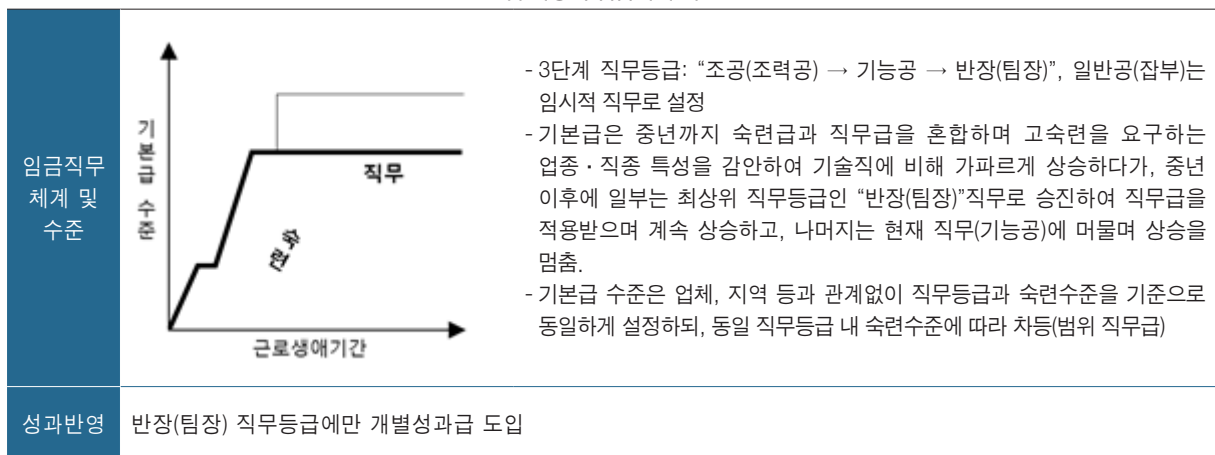 임금직무
체계 및
수준
기본급 수준
직무
숙련
근로생애기간
- 3단계 직무등급: “조공(조력공) → 기능공 → 반장(팀장)”, 일반공(잡부)는
임시적 직무로 설정
- 기본급은 중년까지 숙련급과 직무급을 혼합하며 고숙련을 요구하는
업종・직종 특성을 감안하여 기술직에 비해 가파르게 상승하다가, 중년
이후에 일부는 최상위 직무등급인 “반장(팀장)”직무로 승진하여 직무급을
적용받으며 계속 상승하고, 나머지는 현재 직무(기능공)에 머물며 상승을
멈춤.
- 기본급 수준은 업체, 지역 등과 관계없이 직무등급과 숙련수준을 기준으로
동일하게 설정하되, 동일 직무등급 내 숙련수준에 따라 차등(범위 직무급)
성과반영
반장(팀장) 직무등급에만 개별성과급 도입